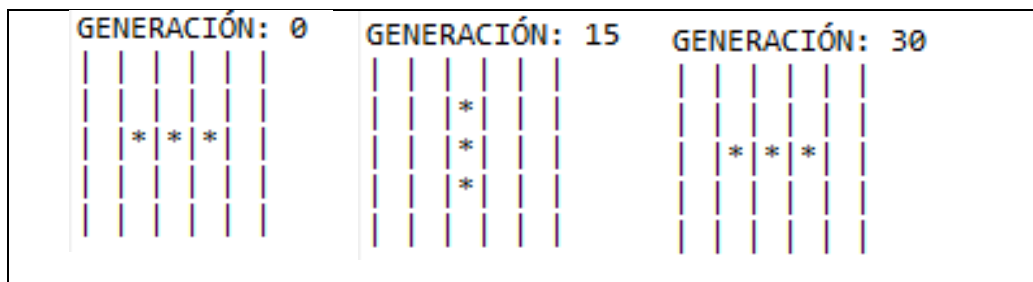 GENERACIÓN: 0
| | | | | |
| | | | | |
| |*|*|*| |
| | | | | |
| | | | | |
GENERACIÓN: 15
| | | | | |
| | |*| | |
| | |*| | |
| | |*| | |
| | | | | |
GENERACIÓN: 30
| | | | | |
| | | | | |
| |*|*|*| |
| | | | | |
| | | | | |